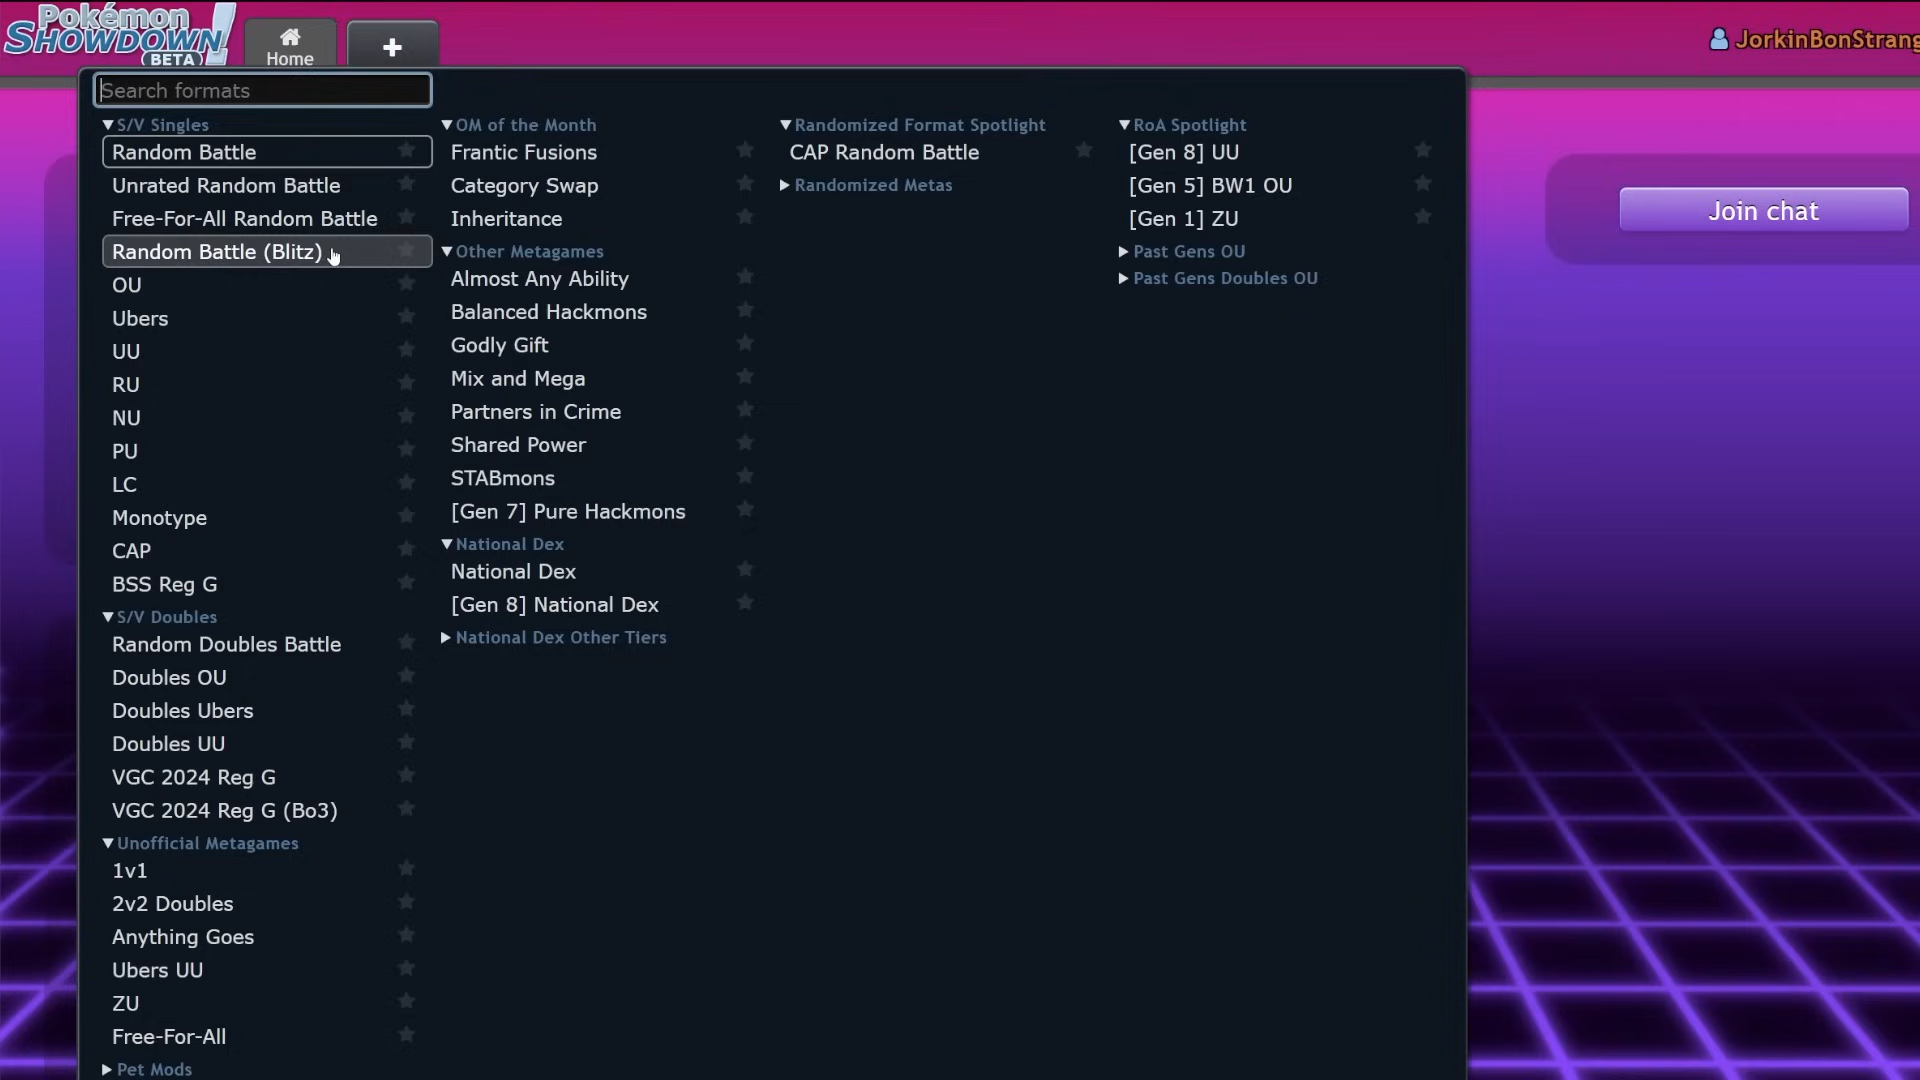 Pokémon
SHOWDOWN!
BETA
Home
JorkinBonStrang
Search formats
S/V Singles
Random Battle
Unrated Random Battle
Free-For-All Random Battle
Random Battle (Blitz)
OU
Ubers
UU
RU
NU
PU
LC
Monotype
CAP
BSS Reg G
S/V Doubles
Random Doubles Battle
Doubles OU
Doubles Ubers
Doubles UU
VGC 2024 Reg G
VGC 2024 Reg G (Bo3)
Unofficial Metagames
1v1
2v2 Doubles
Anything Goes
Ubers UU
ZU
Free-For-All
Pet Mods
OM of the Month
Frantic Fusions
Category Swap
Inheritance
Other Metagames
Almost Any Ability
Balanced Hackmons
Godly Gift
Mix and Mega
Partners in Crime
Shared Power
STABmons
[Gen 7] Pure Hackmons
National Dex
National Dex
[Gen 8] National Dex
National Dex Other Tiers
Randomized Format Spotlight
CAP Random Battle
Randomized Metas
RoA Spotlight
[Gen 8] UU
[Gen 5] BW1 OU
[Gen 1] ZU
Past Gens OU
Past Gens Doubles OU
Join chat